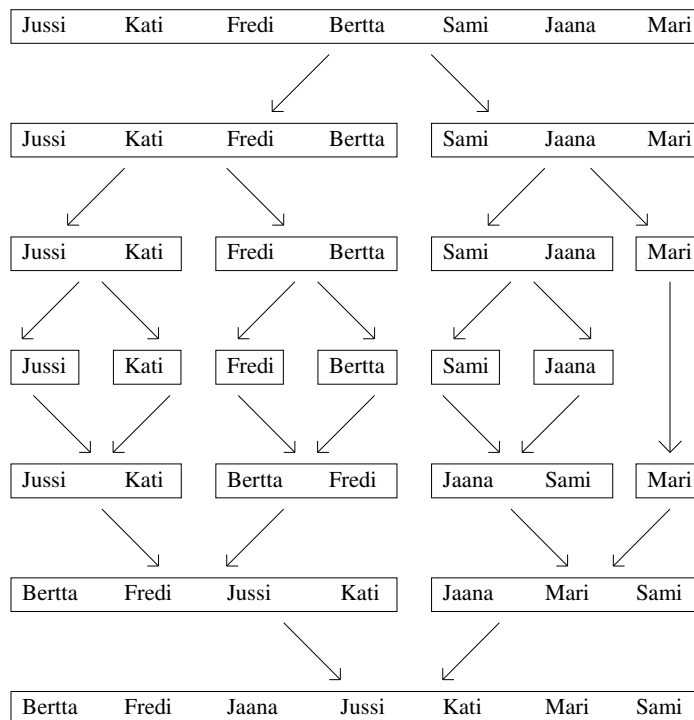 Jussi Kati Fredi Bertta Sami Jaana Mari
Jussi Kati Fredi Bertta Sami Jaana Mari
Jussi Kati Fredi Bertta Sami Jaana Mari
Jussi Kati Fredi Bertta Sami Jaana
Jussi Kati Bertta Fredi Jaana Sami Mari
Bertta Fredi Jussi Kati Jaana Mari Sami
Bertta Fredi Jaana Jussi Kati Mari Sami